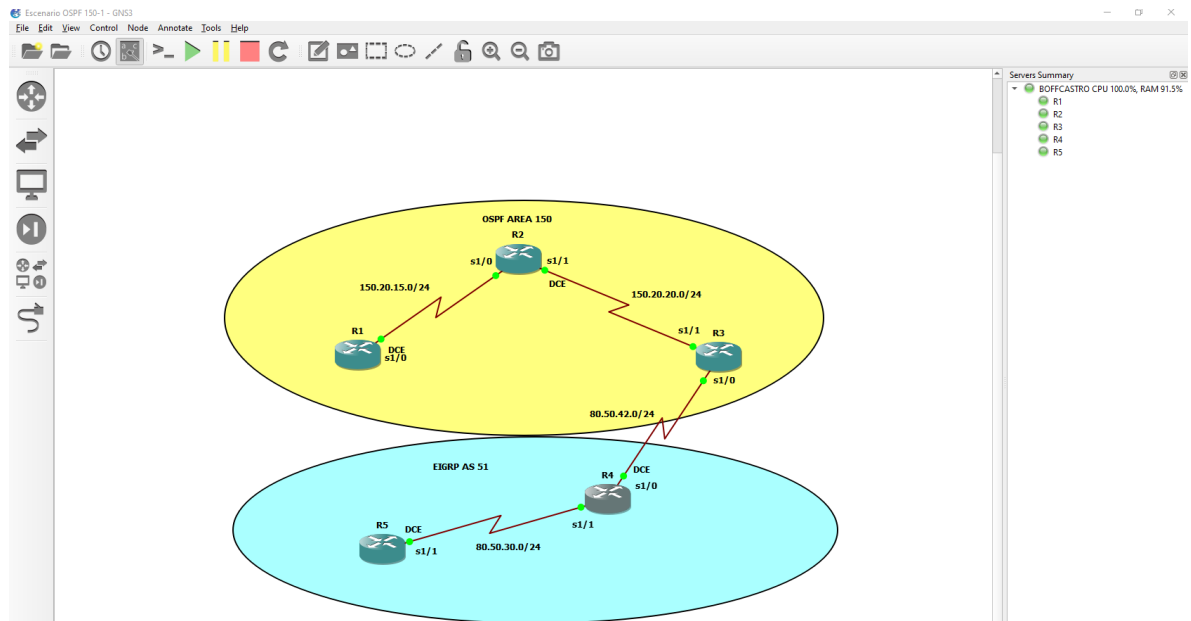 Escenario OSPF 150-1 - GNS3
File Edit View Control Node Annotate Tools Help
Servers Summary
BOFFCASTRO CPU 100.0%, RAM 91.5%
R1
R2
R3
R4
R5
OSPF AREA 150
R2
s1/0
s1/1
DCE
150.20.15.0/24
150.20.20.0/24
R1
DCE
s1/0
s1/1
R3
s1/0
80.50.42.0/24
EIGRP AS 51
R4
DCE
s1/0
s1/1
R5
DCE
s1/1
80.50.30.0/24